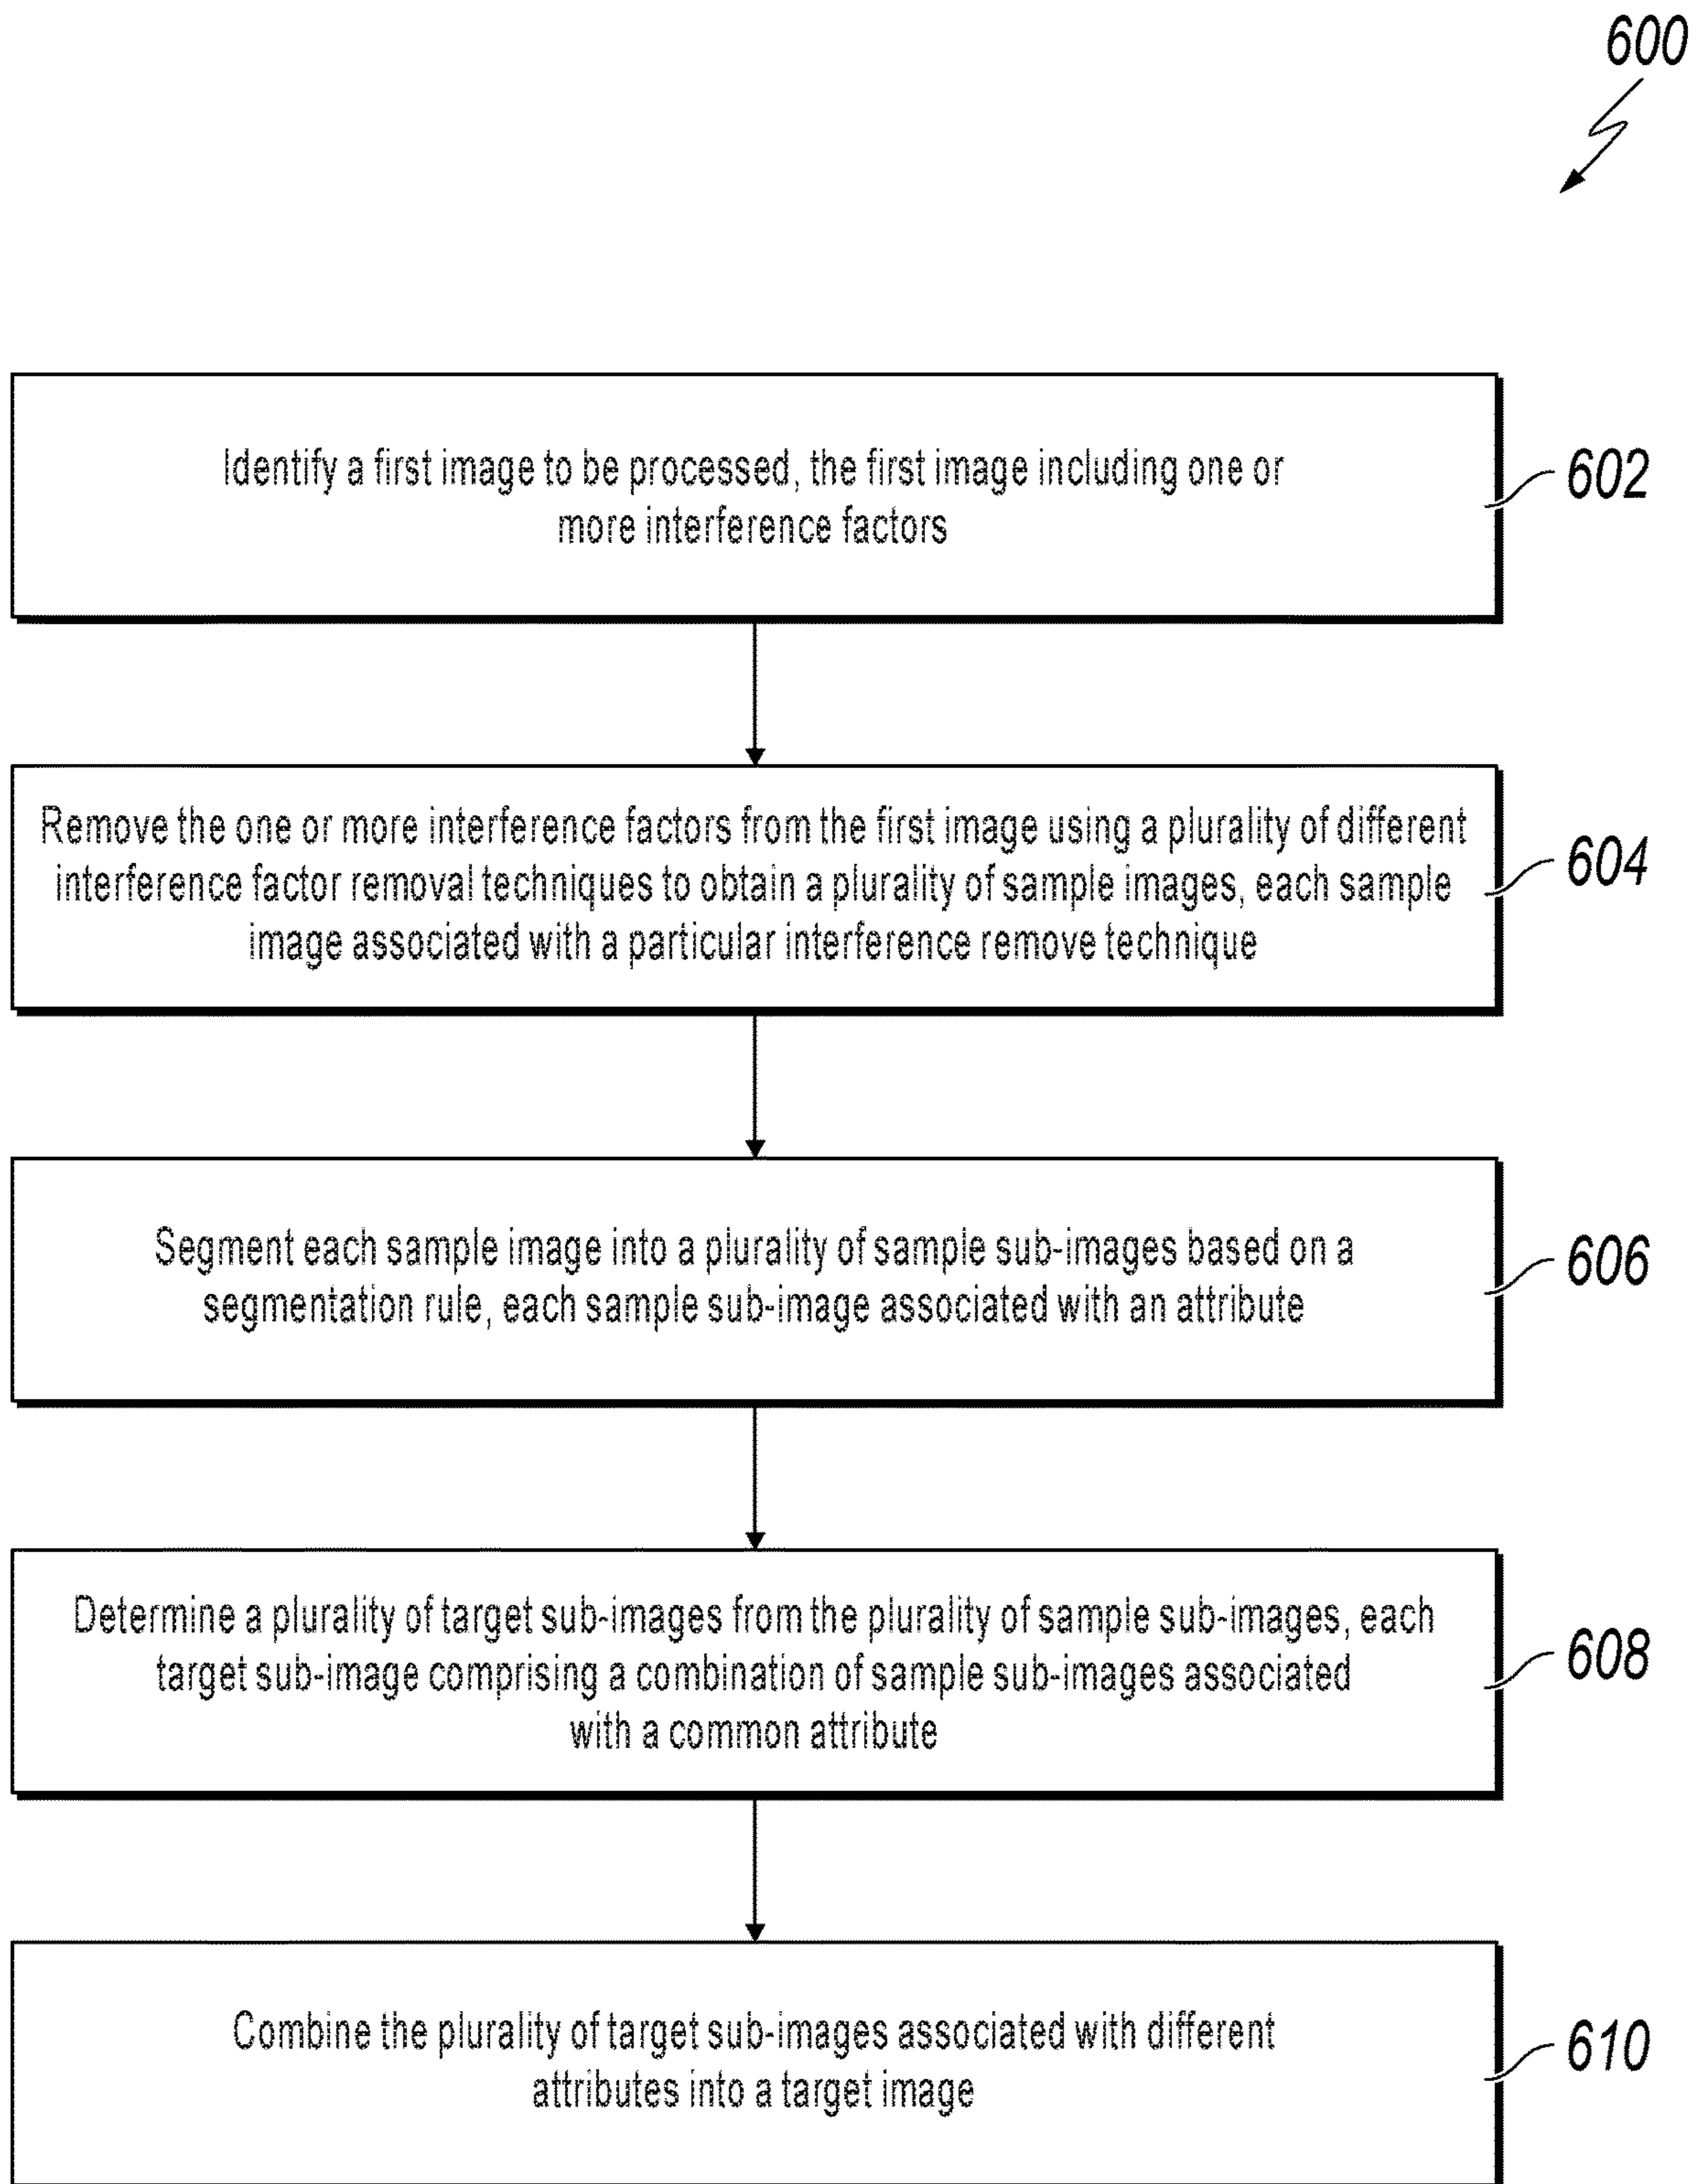 600
Identify a first image to be processed, the first image including one or
more interference factors
602
Remove the one or more interference factors from the first image using a plurality of different
interference factor removal techniques to obtain a plurality of sample images, each sample
image associated with a particular interference remove technique
604
Segment each sample image into a plurality of sample sub-images based on a
segmentation rule, each sample sub-image associated with an attribute
606
Determine a plurality of target sub-images from the plurality of sample sub-images, each
target sub-image comprising a combination of sample sub-images associated
with a common attribute
608
Combine the plurality of target sub-images associated with different
attributes into a target image
610